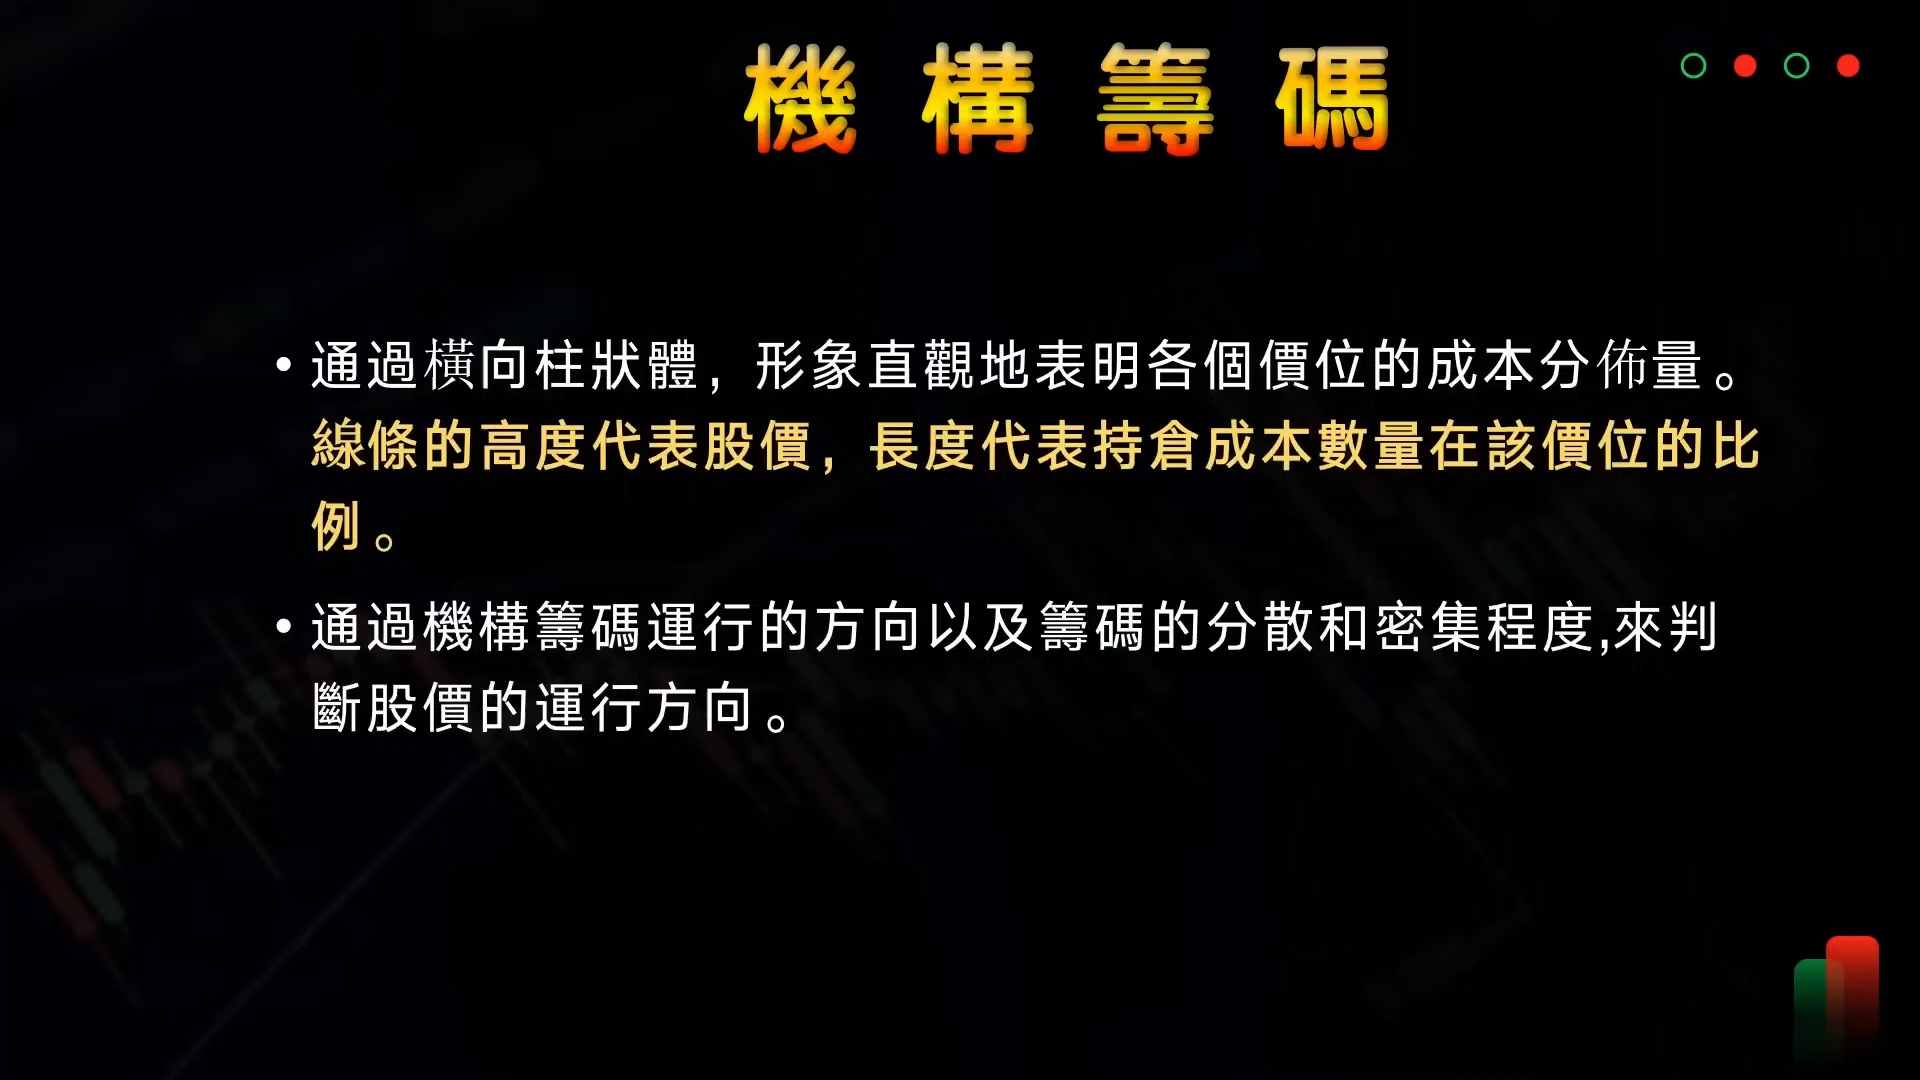 機構籌碼
• 通過橫向柱狀體，形象直觀地表明各個價位的成本分佈量。
線條的高度代表股價，長度代表持倉成本數量在該價位的比
例。
• 通過機構籌碼運行的方向以及籌碼的分散和密集程度,來判
斷股價的運行方向。